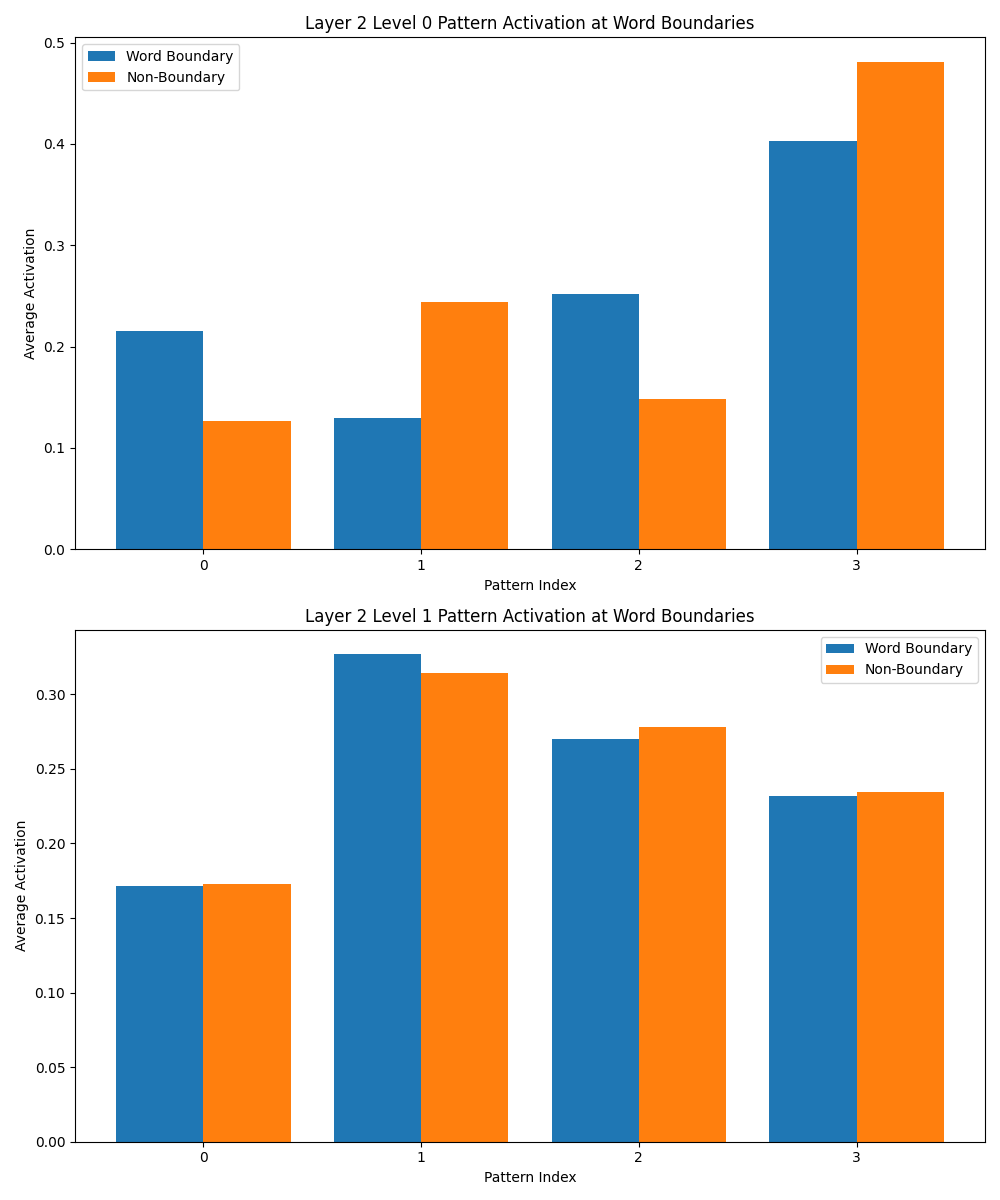 Layer 2 Level 0 Pattern Activation at Word Boundaries
Word Boundary
Non-Boundary
0.5
0.4
0.3
0.2
0.1
0.0
Average Activation
0 1 2 3
Pattern Index
Layer 2 Level 1 Pattern Activation at Word Boundaries
Word Boundary
Non-Boundary
0.30
0.25
0.20
0.15
0.10
0.05
0.00
Average Activation
0 1 2 3
Pattern Index